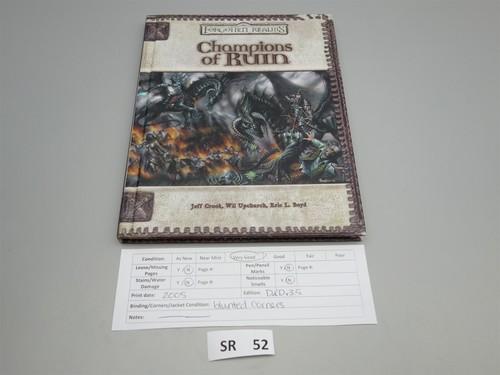 FORGOTTEN REALMS
Champions
of Ruin
Jeff Crook, Wil Upchurch, Eric L. Boyd
Condition: As New Near Mint Very Good Good Fair Poor
Loose/Missing Pages Y / N Page #: Pen/Pencil Marks Y / N Page #:
Stains/Water Damage Y / N Page #: Noticeable Smells Y / N
Print date: 2005 Edition: D&D 3.5
Binding/Corners/Jacket Condition: blunted corners
Notes:
SR 52